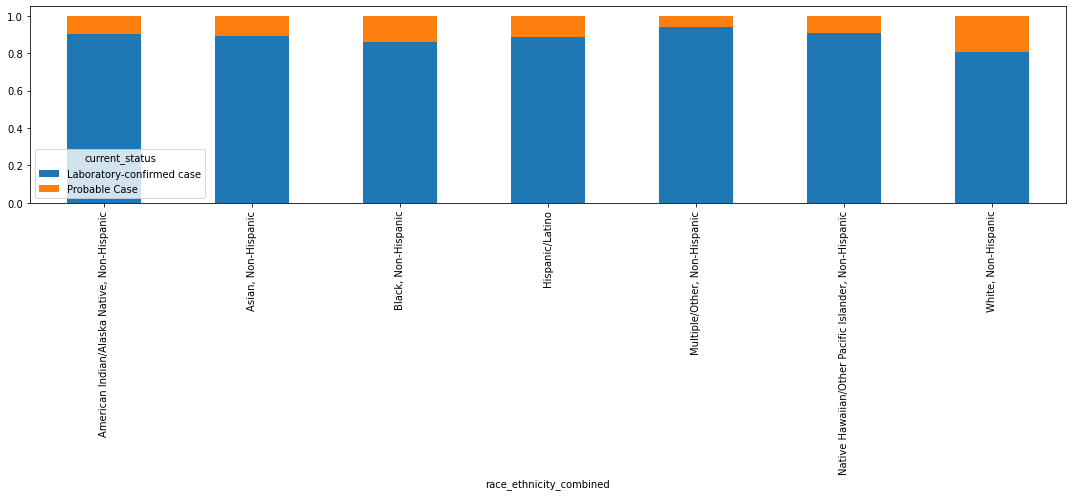 1.0
0.8
0.6
0.4
0.2
0.0
current_status
Laboratory-confirmed case
Probable Case
American Indian/Alaska Native, Non-Hispanic
Asian, Non-Hispanic
Black, Non-Hispanic
Hispanic/Latino
Multiple/Other, Non-Hispanic
Native Hawaiian/Other Pacific Islander, Non-Hispanic
White, Non-Hispanic
race_ethnicity_combined